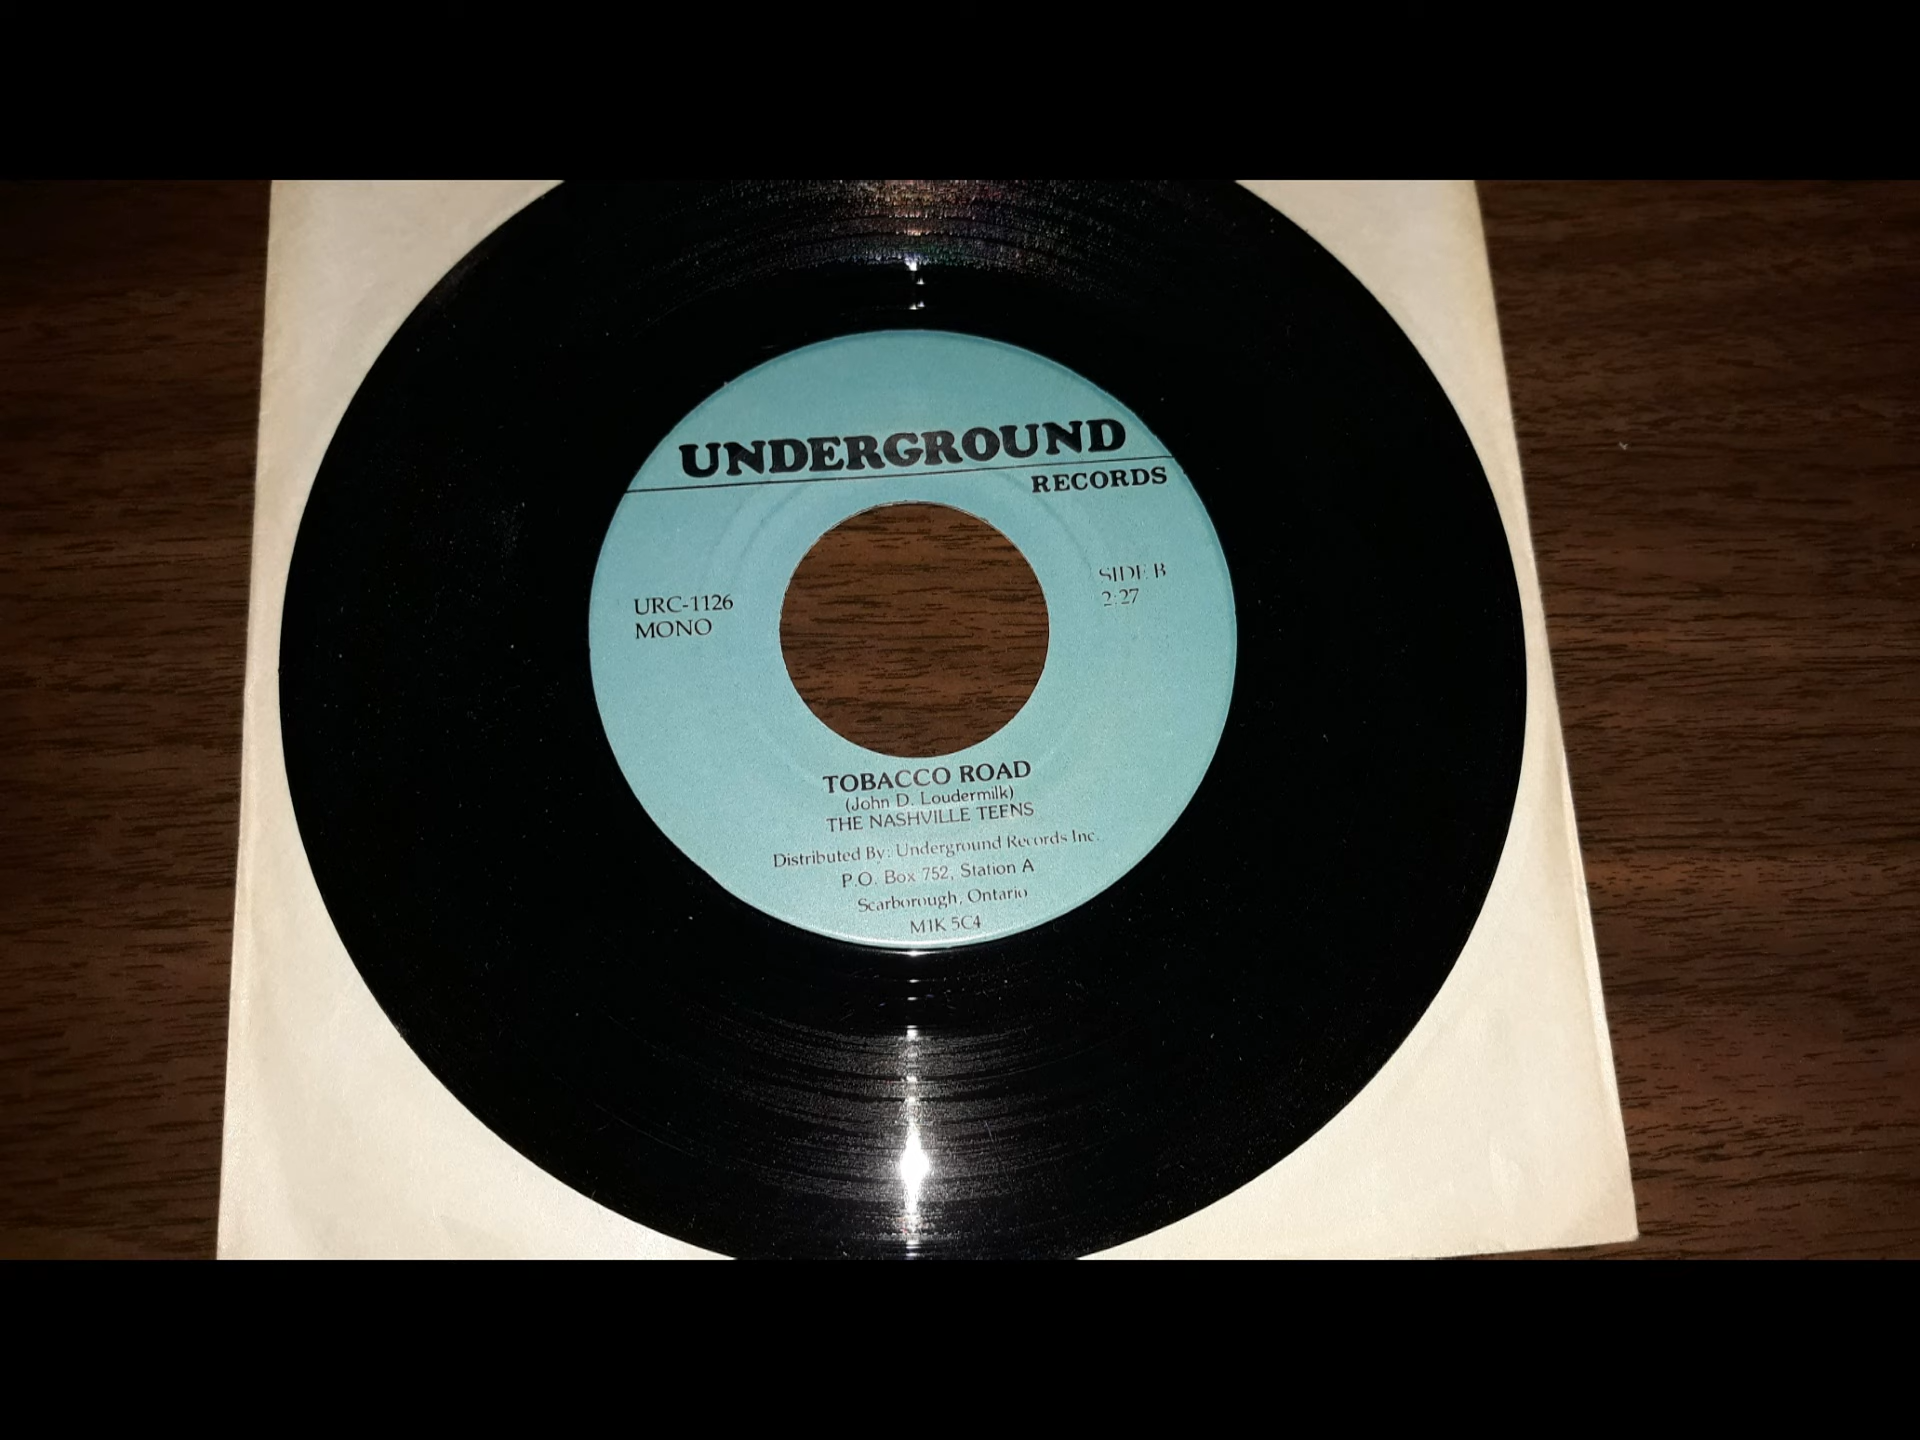 UNDERGROUND
RECORDS
URC-1126
MONO
SIDE B
2:27
TOBACCO ROAD
(John D. Loudermilk)
THE NASHVILLE TEENS
Distributed By: Underground Records Inc.
P.O. Box 752, Station A
Scarborough, Ontario
M1K 5C4